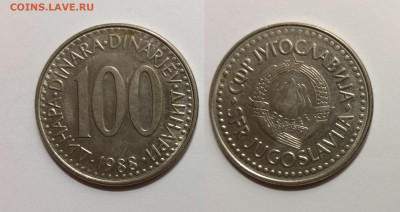 COINS.LAVE.RU
ДИНАРА·DINARA·DINARJEV·ДИНАРИ
100
1988
СФР ЈУГОСЛАВИЈА
SFR JUGOSLAVIJA